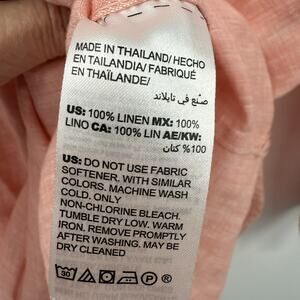 MADE IN THAILAND/ HECHO
EN TAILANDIA/ FABRIQUÉ
EN THAÏLANDE/
صنع في تايلاند
US: 100% LINEN MX: 100%
LINO CA: 100% LIN AE/KW:
100% كتان
US: DO NOT USE FABRIC
SOFTENER. WITH SIMILAR
COLORS. MACHINE WASH
COLD. ONLY
NON-CHLORINE BLEACH.
TUMBLE DRY LOW. WARM
IRON. REMOVE PROMPTLY
AFTER WASHING. MAY BE
DRY CLEANED
30 P